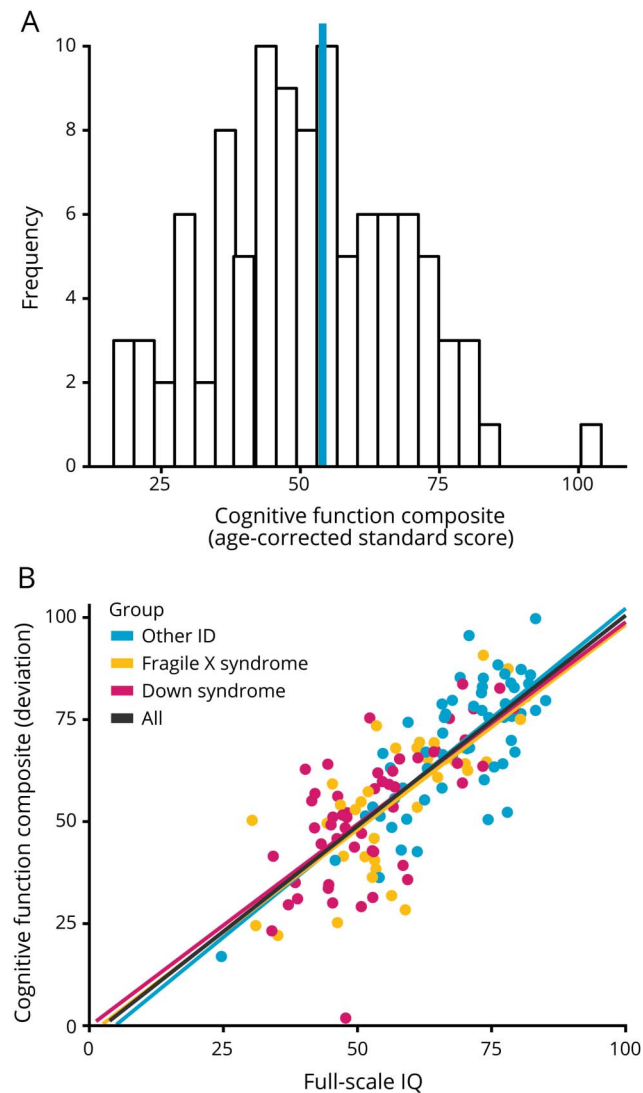 A
10
8
6
4
2
0
Frequency
25 50 75 100
Cognitive function composite
(age-corrected standard score)
B
Group
Other ID
Fragile X syndrome
Down syndrome
All
100
75
50
25
0
Cognitive function composite (deviation)
0 25 50 75 100
Full-scale IQ